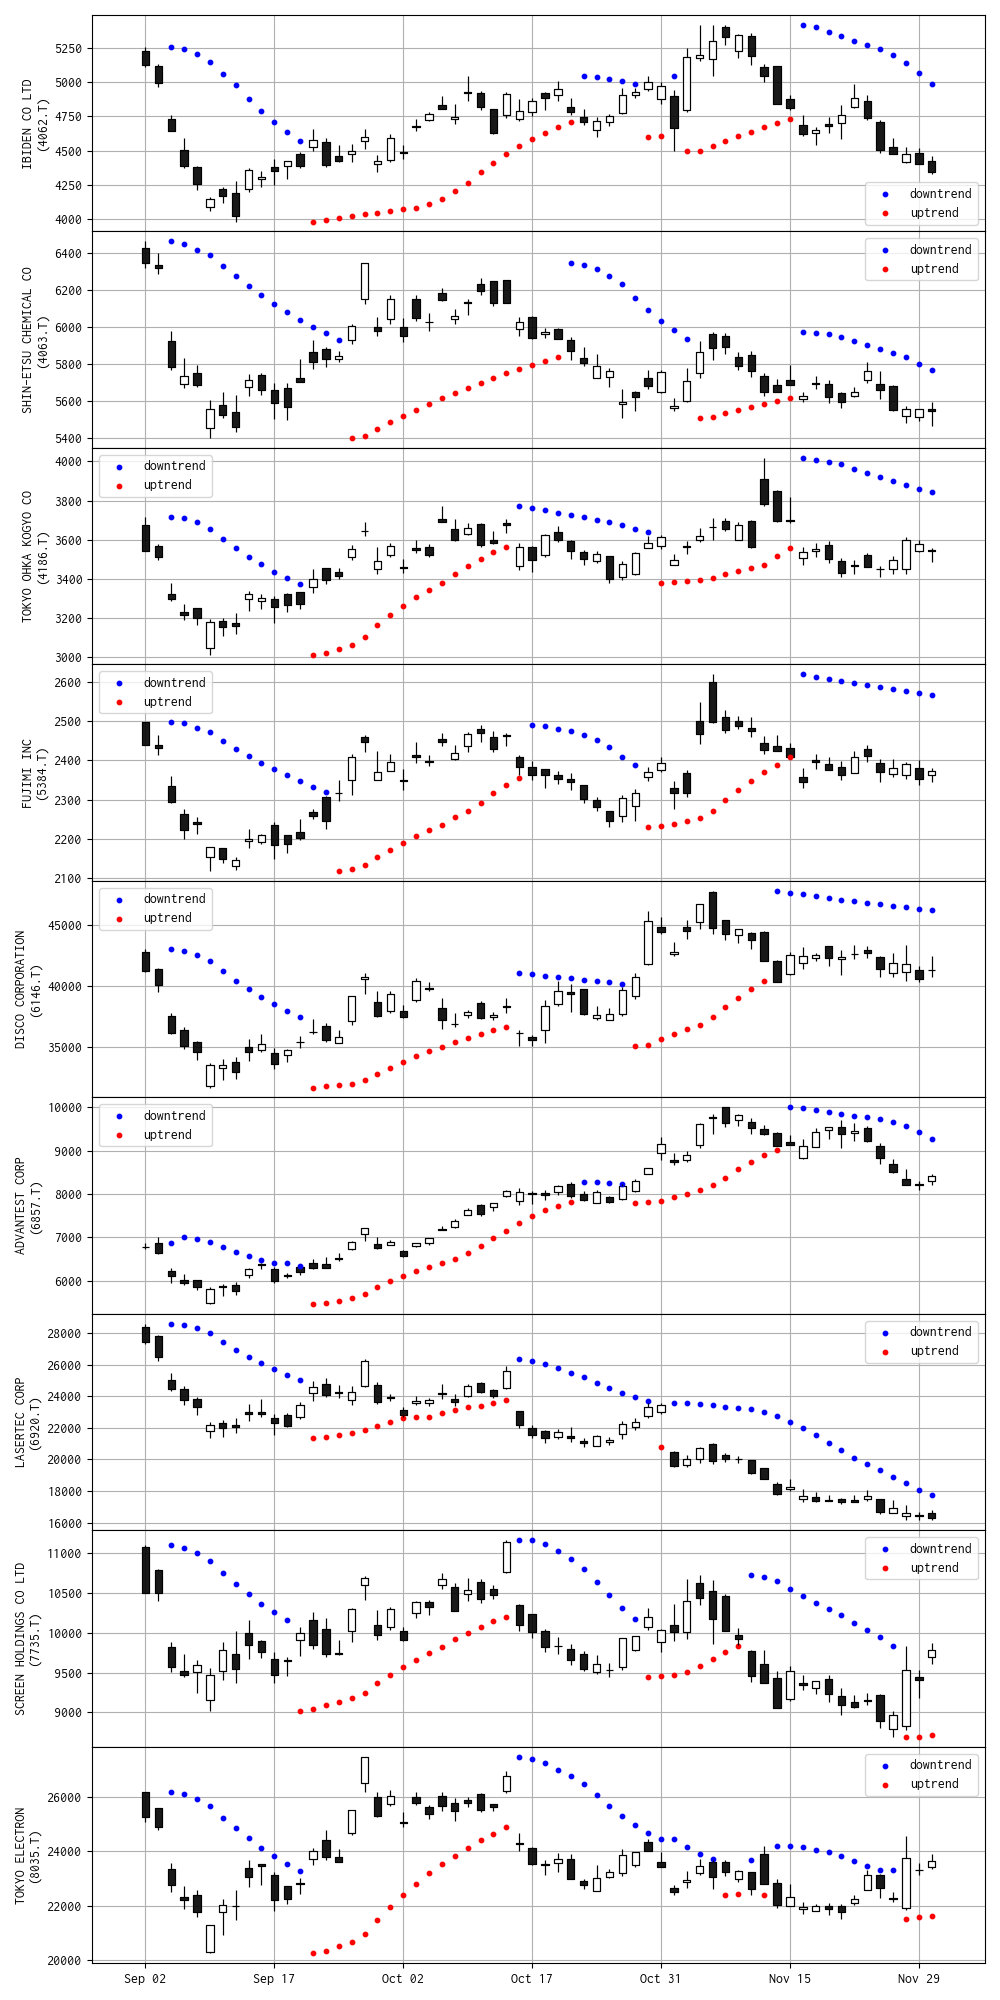 5250
5000
4750
4500
4250
4000
IBIDEN CO LTD
(4062.T)
downtrend
uptrend
6400
6200
6000
5800
5600
5400
SHIN-ETSU CHEMICAL CO
(4063.T)
downtrend
uptrend
4000
3800
3600
3400
3200
3000
TOKYO OHKA KOGYO CO
(4186.T)
downtrend
uptrend
2600
2500
2400
2300
2200
2100
FUJIMI INC
(5384.T)
downtrend
uptrend
45000
40000
35000
DISCO CORPORATION
(6146.T)
downtrend
uptrend
10000
9000
8000
7000
6000
ADVANTEST CORP
(6857.T)
downtrend
uptrend
28000
26000
24000
22000
20000
18000
16000
LASERTEC CORP
(6920.T)
downtrend
uptrend
11000
10500
10000
9500
9000
SCREEN HOLDINGS CO LTD
(7735.T)
downtrend
uptrend
26000
24000
22000
20000
TOKYO ELECTRON
(8035.T)
downtrend
uptrend
Sep 02 Sep 17 Oct 02 Oct 17 Oct 31 Nov 15 Nov 29